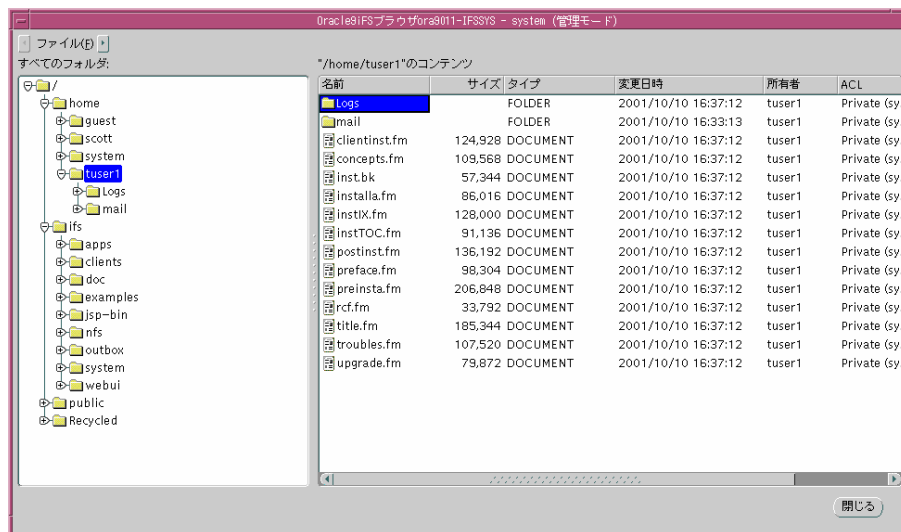 Oracle9iFSブラウザora9011-IFSSYS - system (管理モード)
ファイル(F)
すべてのフォルダ:
/
home
guest
scott
system
tuser1
Logs
mail
ifs
apps
clients
doc
examples
jsp-bin
nfs
outbox
system
webui
public
Recycled
"/home/tuser1"のコンテンツ
名前 サイズ タイプ 変更日時 所有者 ACL
Logs FOLDER 2001/10/10 16:37:12 tuser1 Private (sy
mail FOLDER 2001/10/10 16:33:13 tuser1 Private (sy
clientinst.fm 124,928 DOCUMENT 2001/10/10 16:37:12 tuser1 Private (sy
concepts.fm 109,568 DOCUMENT 2001/10/10 16:37:12 tuser1 Private (sy
inst.bk 57,344 DOCUMENT 2001/10/10 16:37:12 tuser1 Private (sy
installa.fm 86,016 DOCUMENT 2001/10/10 16:37:12 tuser1 Private (sy
instIX.fm 128,000 DOCUMENT 2001/10/10 16:37:12 tuser1 Private (sy
instTOC.fm 91,136 DOCUMENT 2001/10/10 16:37:12 tuser1 Private (sy
postinst.fm 136,192 DOCUMENT 2001/10/10 16:37:12 tuser1 Private (sy
preface.fm 98,304 DOCUMENT 2001/10/10 16:37:12 tuser1 Private (sy
preinsta.fm 206,848 DOCUMENT 2001/10/10 16:37:12 tuser1 Private (sy
rcf.fm 33,792 DOCUMENT 2001/10/10 16:37:12 tuser1 Private (sy
title.fm 185,344 DOCUMENT 2001/10/10 16:37:12 tuser1 Private (sy
troubles.fm 107,520 DOCUMENT 2001/10/10 16:37:12 tuser1 Private (sy
upgrade.fm 79,872 DOCUMENT 2001/10/10 16:37:12 tuser1 Private (sy
閉じる